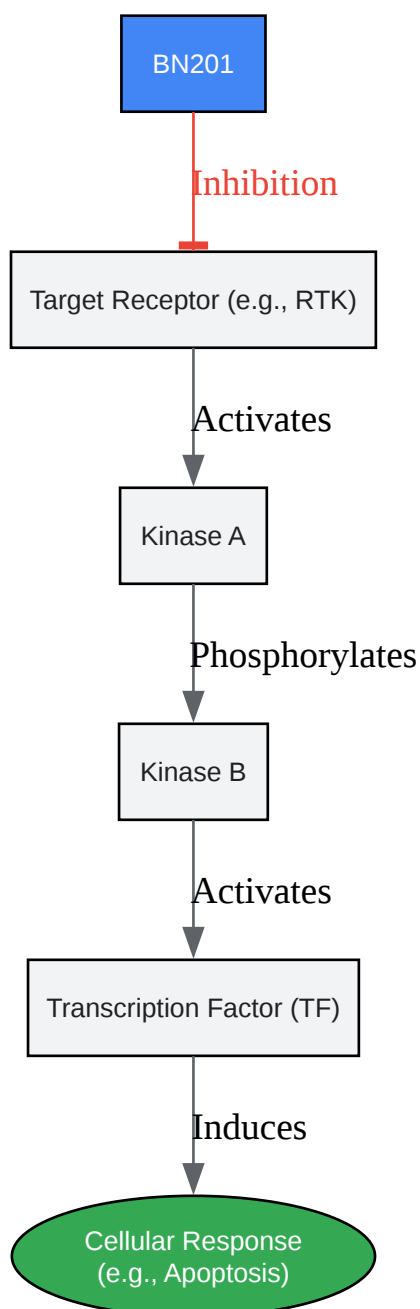 BN201
Inhibition
Target Receptor (e.g., RTK)
Activates
Kinase A
Phosphorylates
Kinase B
Activates
Transcription Factor (TF)
Induces
Cellular Response
(e.g., Apoptosis)